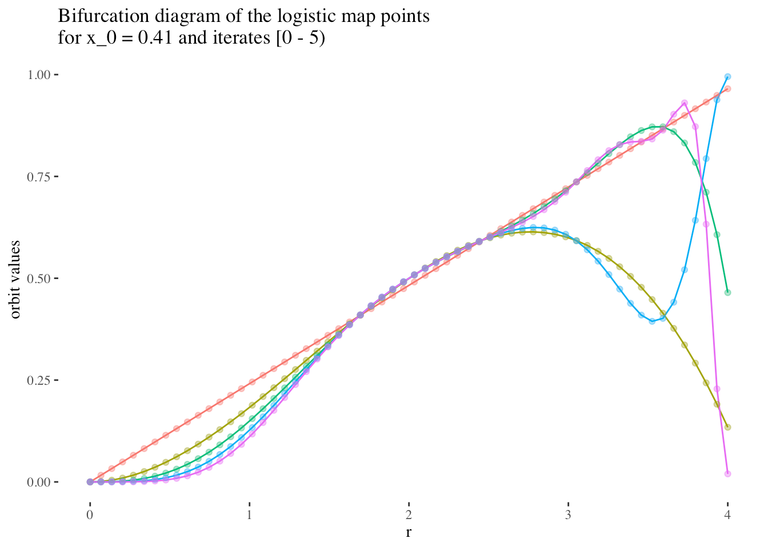 Bifurcation diagram of the logistic map points
for x_0 = 0.41 and iterates [0 - 5)
1.00
0.75
0.50
0.25
0.00
orbit values
0 1 2 3 4
r